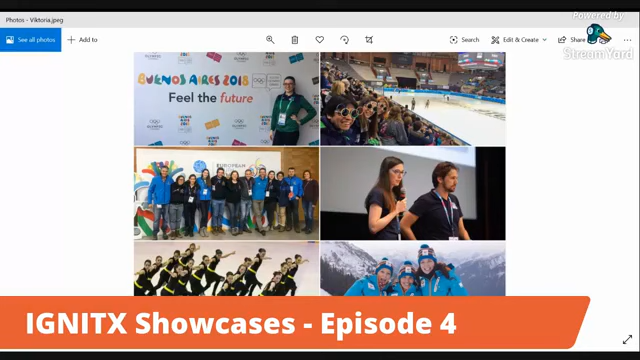 Powered by
StreamYard
Photos - Viktoria.jpeg
See all photos
Add to
Search
Edit & Create
Share
BUENOS AIRES 2018
Feel the future
EUROPEAN
IGNITX Showcases - Episode 4